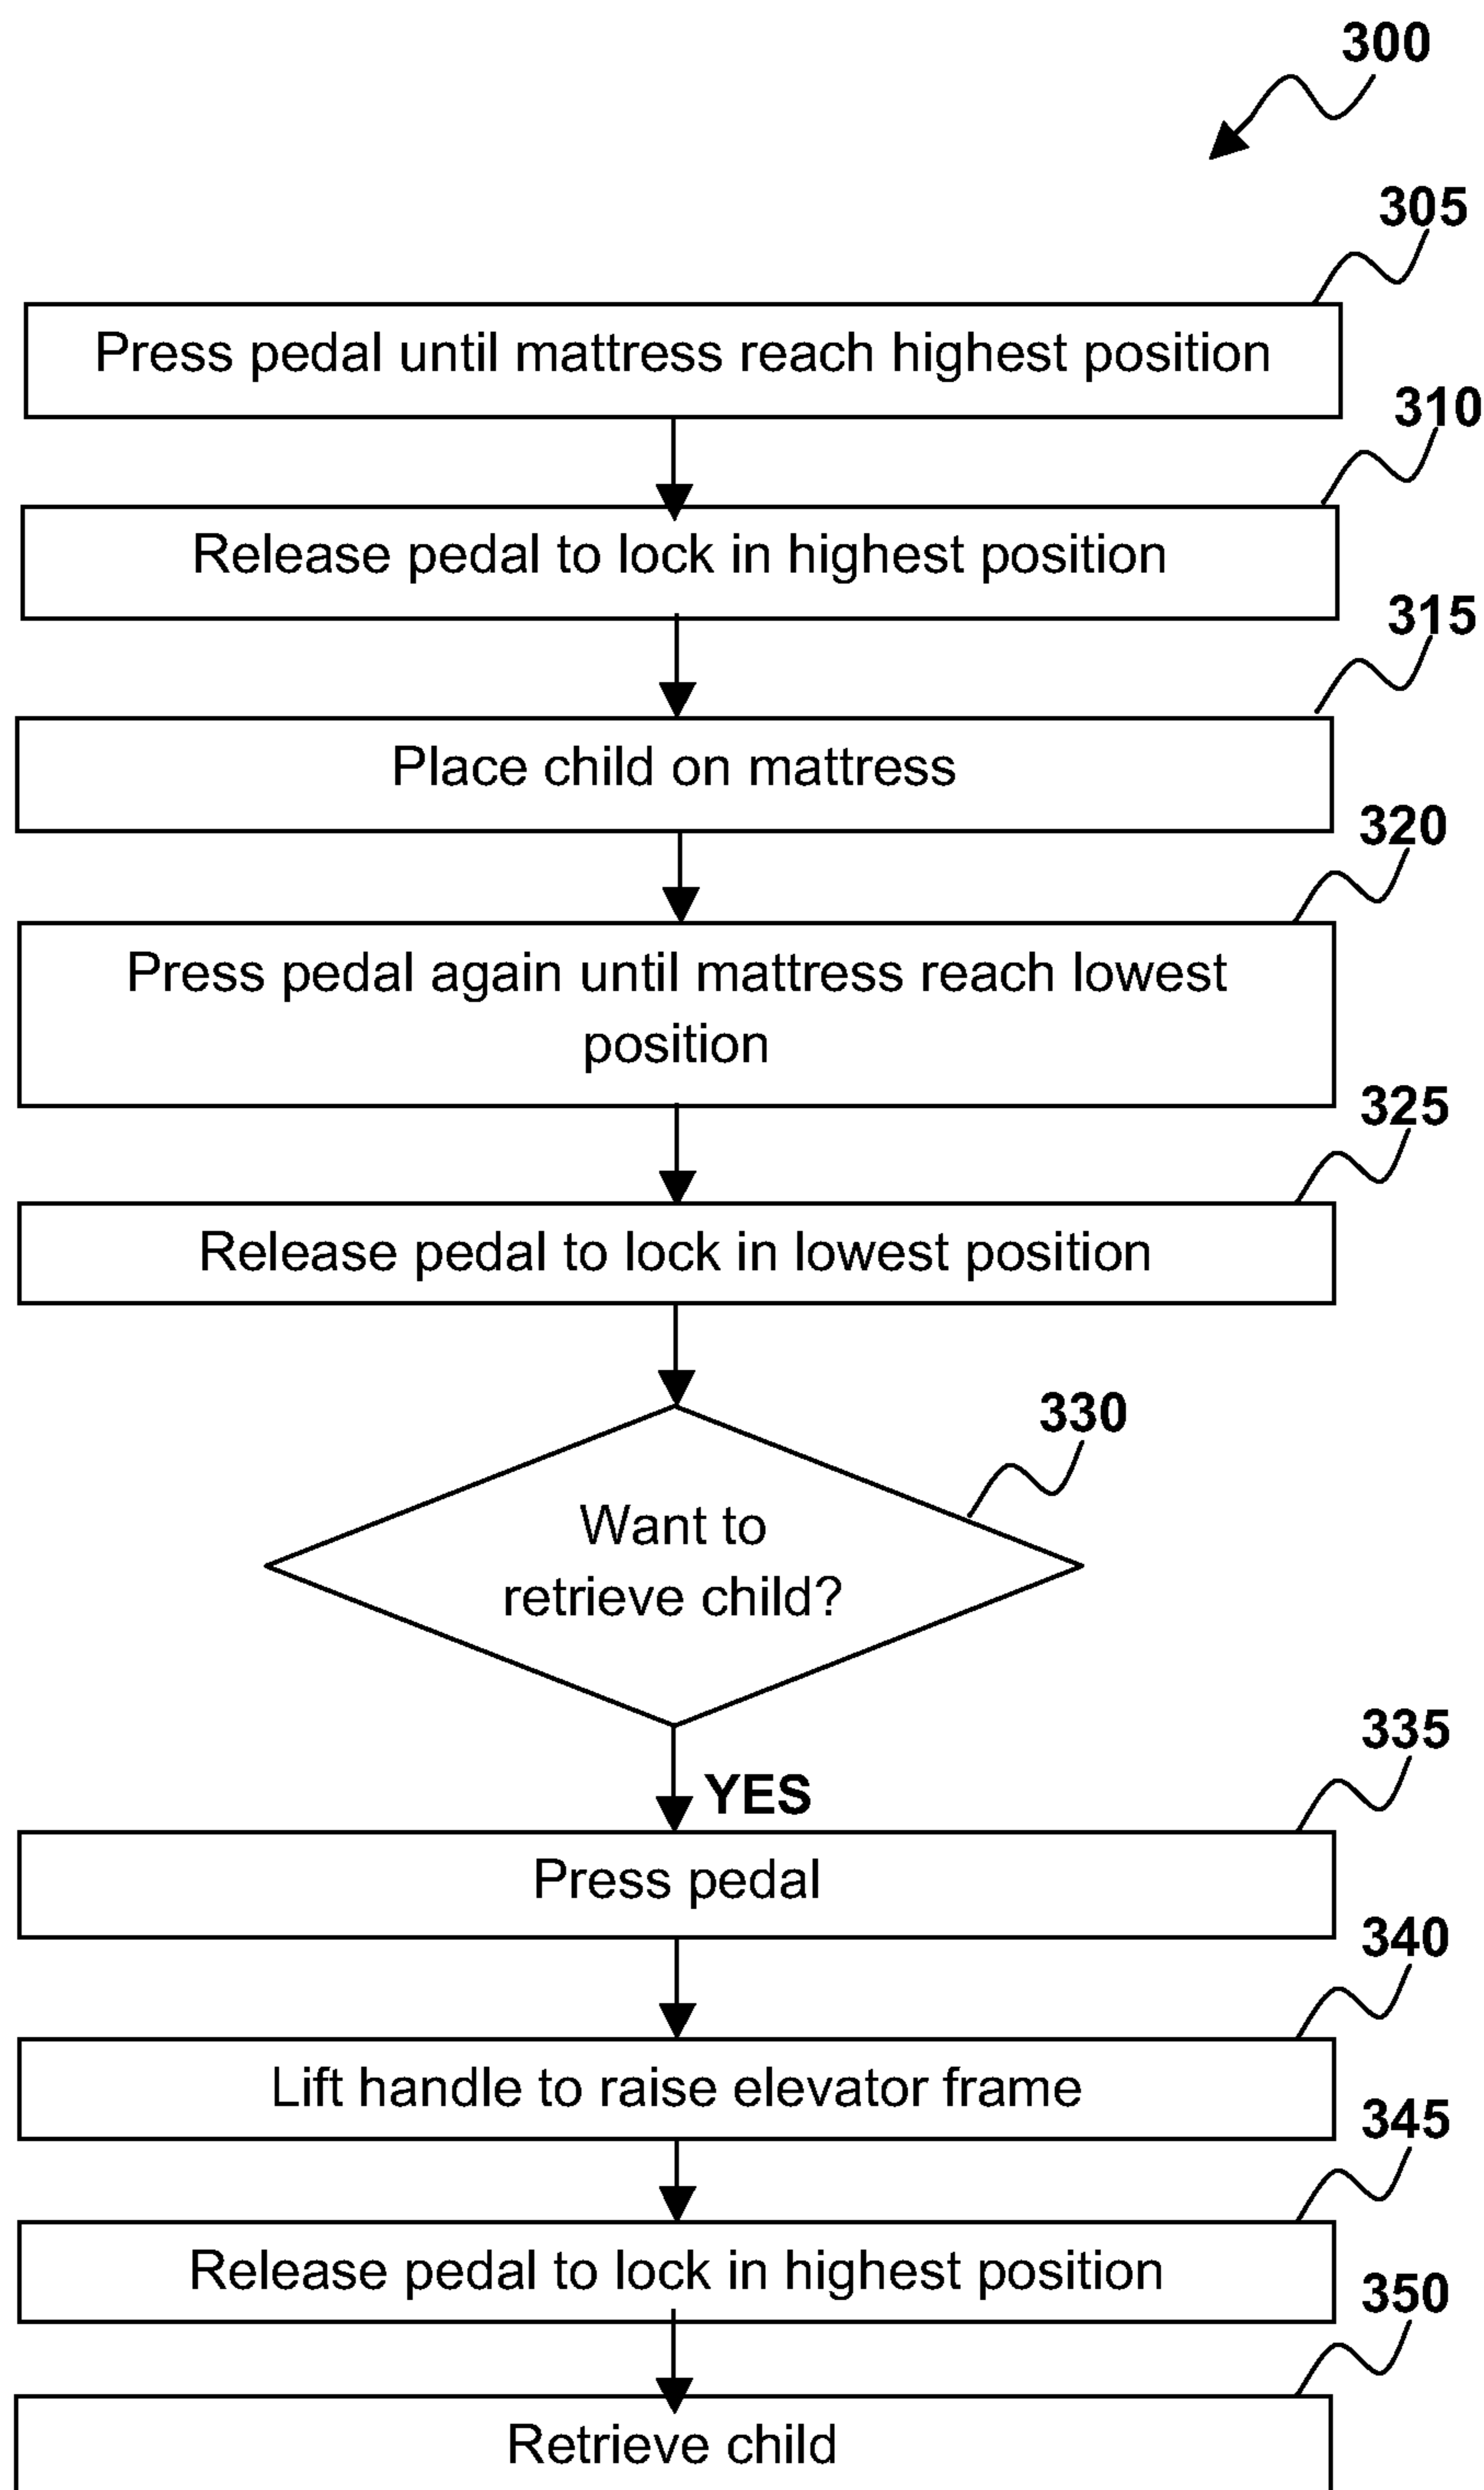 300
305
Press pedal until mattress reach highest position
310
Release pedal to lock in highest position
315
Place child on mattress
320
Press pedal again until mattress reach lowest
position
325
Release pedal to lock in lowest position
330
Want to
retrieve child?
335
YES
Press pedal
340
Lift handle to raise elevator frame
345
Release pedal to lock in highest position
350
Retrieve child